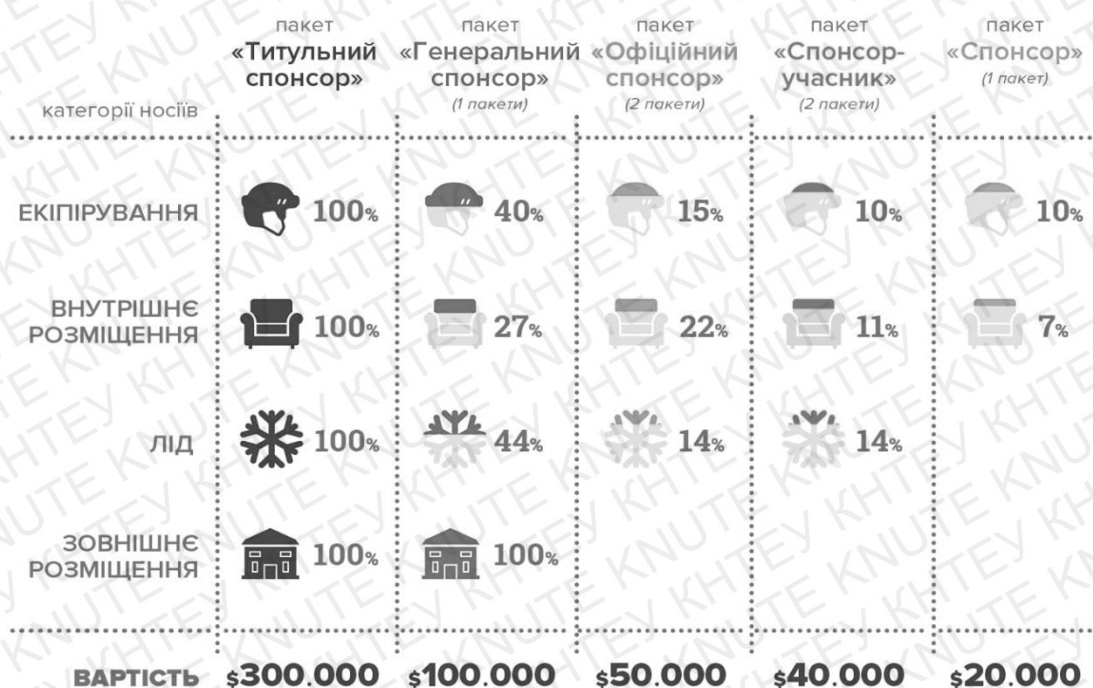 пакет
«Титульний
спонсор»
пакет
«Генеральний
спонсор»
(1 пакети)
пакет
«Офіційний
спонсор»
(2 пакети)
пакет
«Спонсор-
учасник»
(2 пакети)
пакет
«Спонсор»
(1 пакет)
категорії носіїв
ЕКІПІРУВАННЯ 100% 40% 15% 10% 10%
ВНУТРІШНЄ
РОЗМІЩЕННЯ 100% 27% 22% 11% 7%
ЛІД 100% 44% 14% 14%
ЗОВНІШНЄ
РОЗМІЩЕННЯ 100% 100%
ВАРТІСТЬ $300.000 $100.000 $50.000 $40.000 $20.000
KNUTE KHTEY